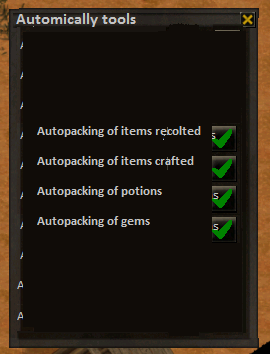 Automically tools
Autopacking of items recolted
Autopacking of items crafted
Autopacking of potions
Autopacking of gems